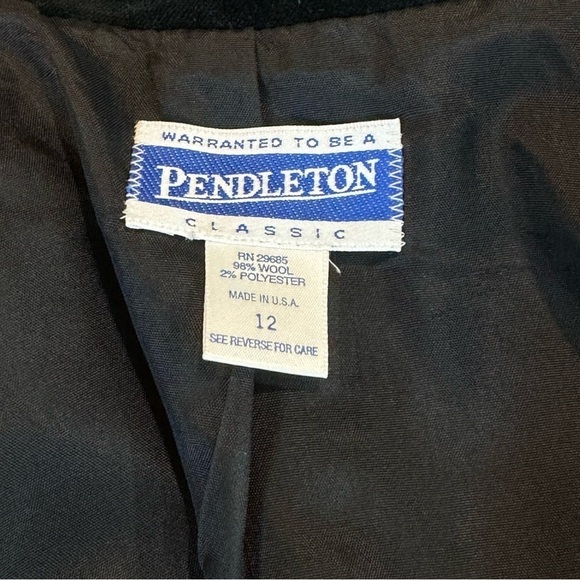 WARRANTED TO BE A
PENDLETON
CLASSIC
RN 29685
98% WOOL
2% POLYESTER
MADE IN U.S.A.
12
SEE REVERSE FOR CARE